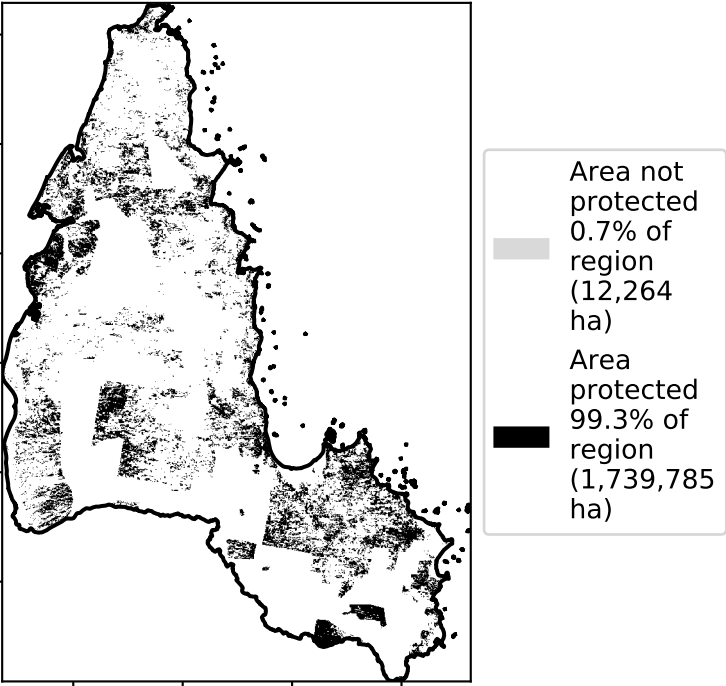 Area not
protected
0.7% of
region
(12,264
ha)
Area
protected
99.3% of
region
(1,739,785
ha)